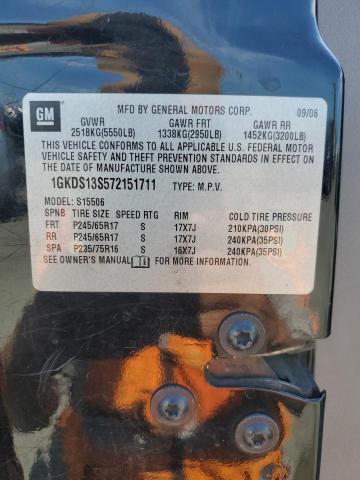 GM
MFD BY GENERAL MOTORS CORP. 09/06
GVWR GAWR FRT GAWR RR
2518KG(5550LB) 1338KG(2950LB) 1452KG(3200LB)
THIS VEHICLE CONFORMS TO ALL APPLICABLE U.S. FEDERAL MOTOR
VEHICLE SAFETY, BUMPER, AND THEFT PREVENTION STANDARDS
IN EFFECT ON THE DATE OF MANUFACTURE SHOWN ABOVE.
1GKDS13S572151711 TYPE: M.P.V.
MODEL: S15506
SPNB TIRE SIZE SPEED RTG RIM COLD TIRE PRESSURE
FRT P245/65R17 S 17X7J 210KPA(30PSI)
RR P245/65R17 S 17X7J 240KPA(35PSI)
SPA P235/75R16 S 16X7J 240KPA(35PSI)
SEE OWNER'S MANUAL FOR MORE INFORMATION.